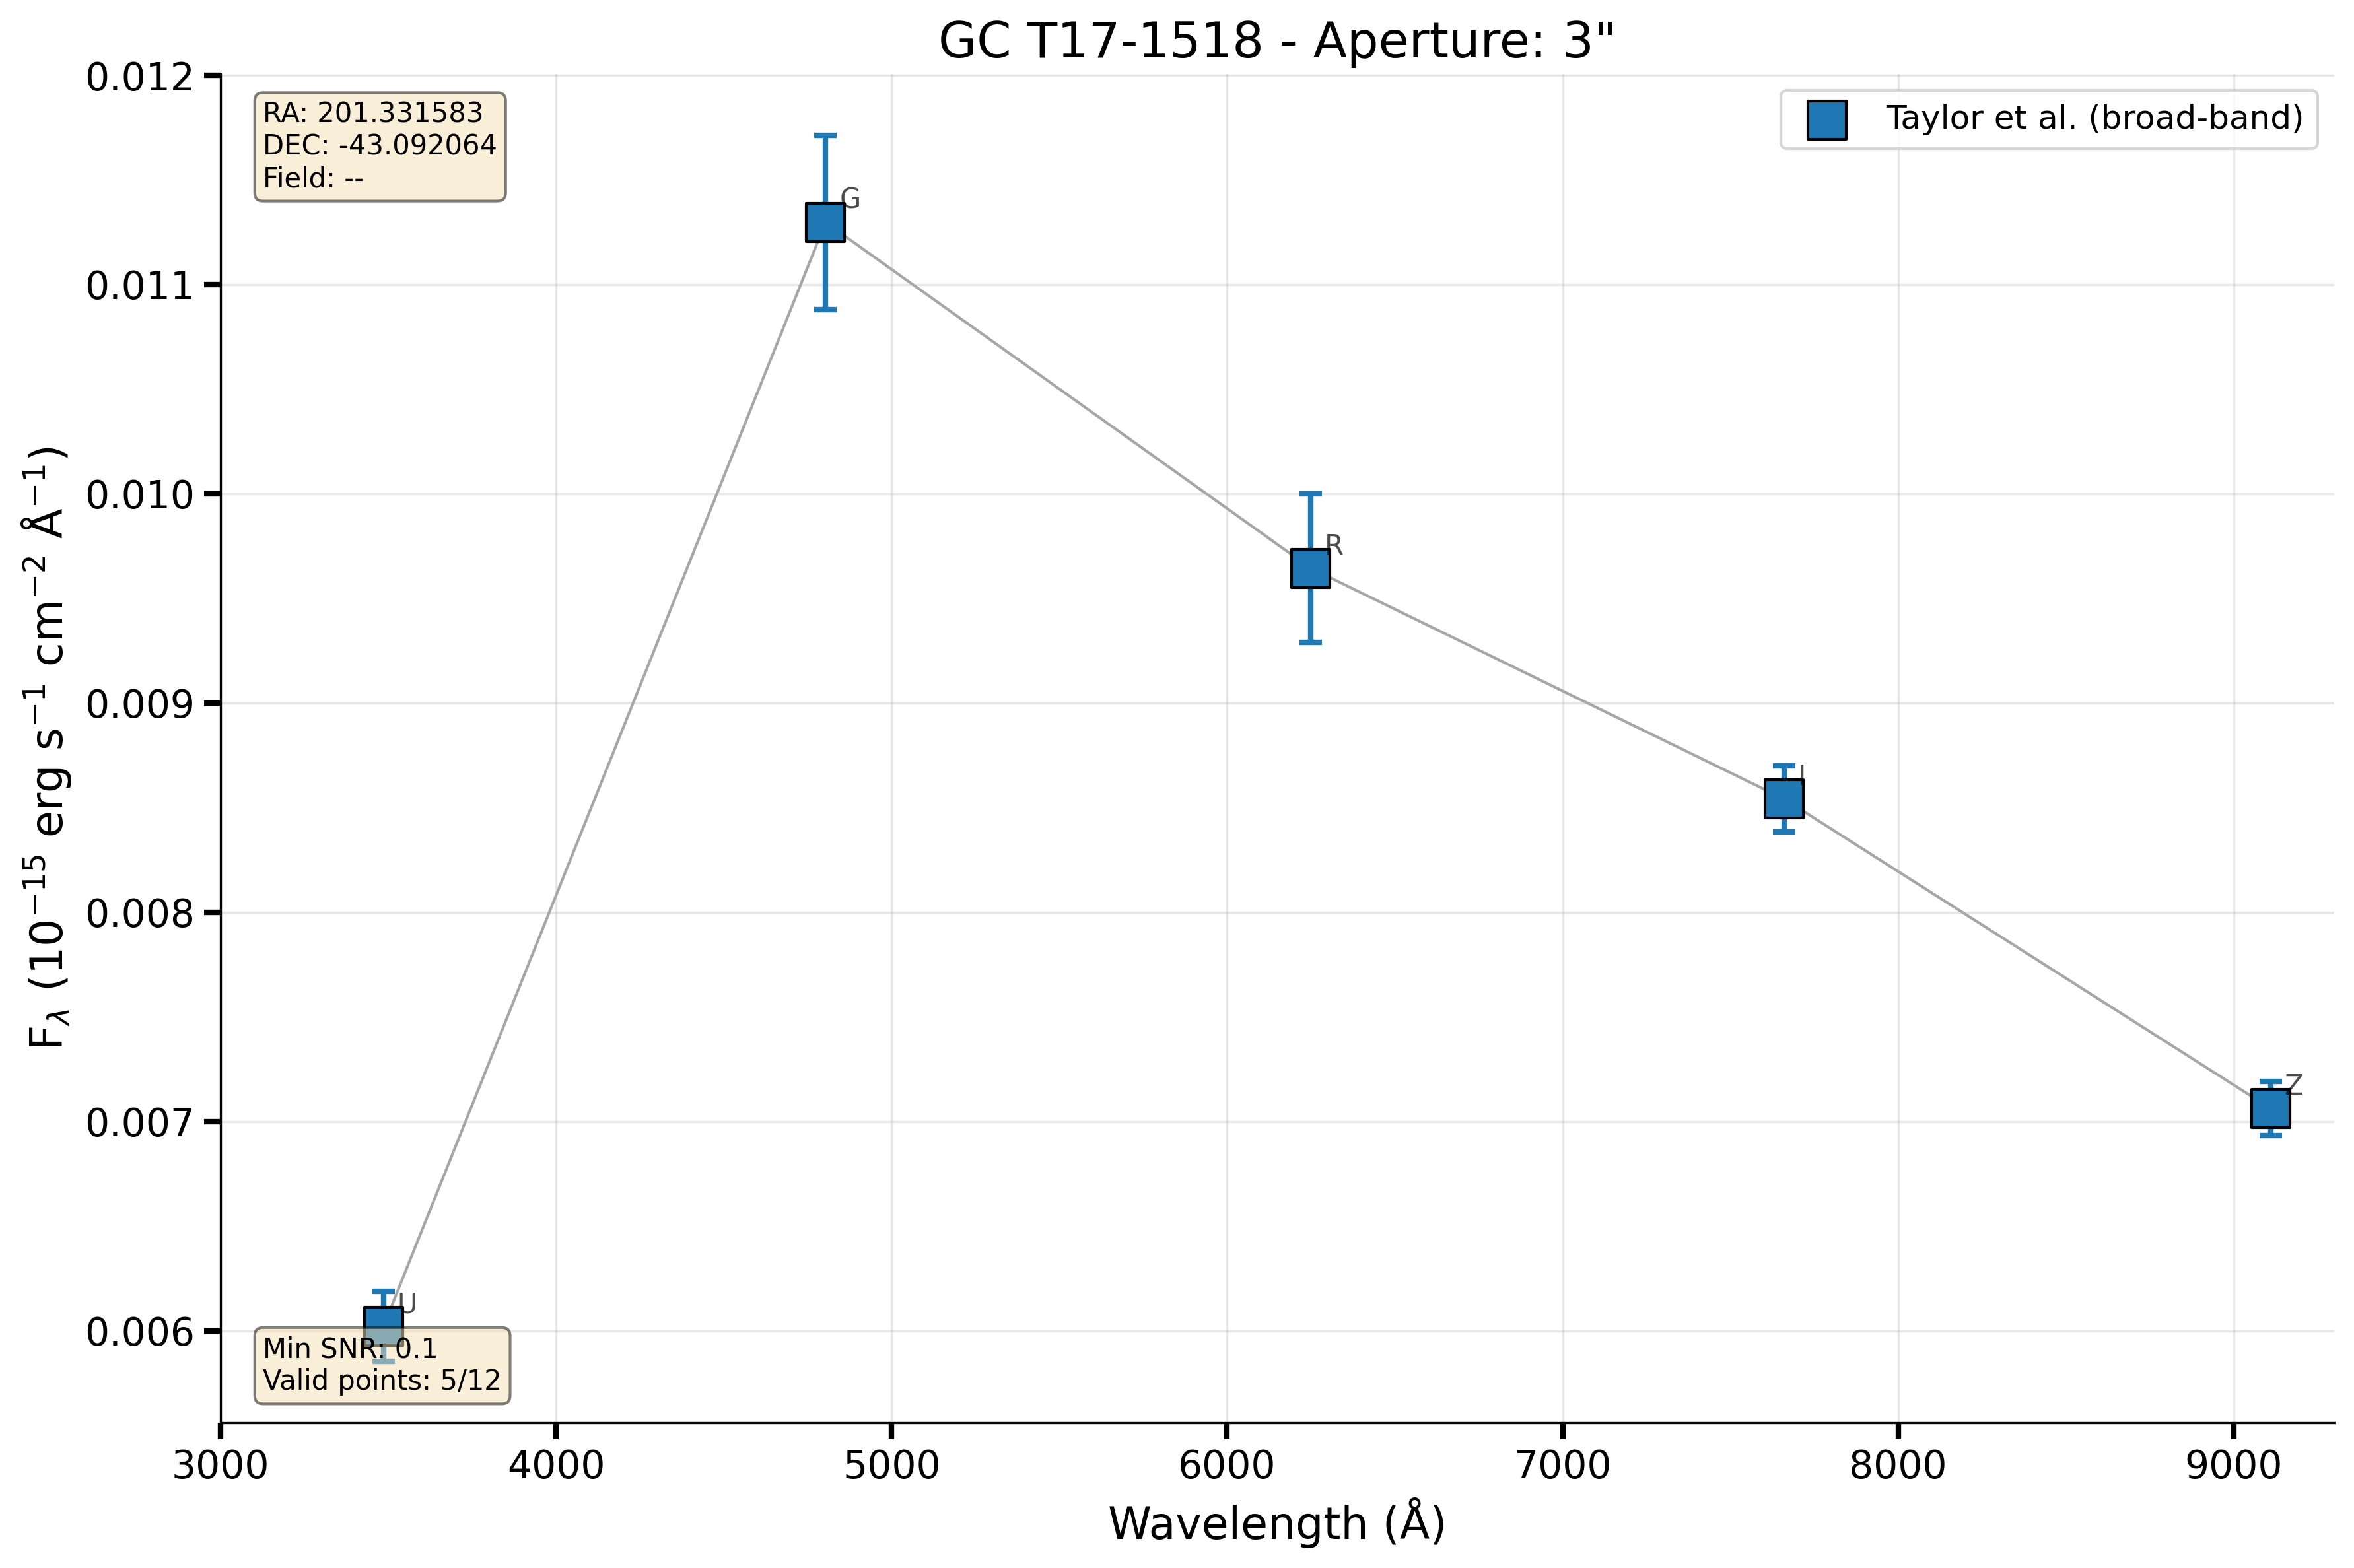 GC T17-1518 - Aperture: 3"
RA: 201.331583
DEC: -43.092064
Field: --
Taylor et al. (broad-band)
0.012
0.011
0.010
0.009
0.008
0.007
0.006
F_λ (10⁻¹⁵ erg s⁻¹ cm⁻² Å⁻¹)
G
R
I
Z
U
Min SNR: 0.1
Valid points: 5/12
3000 4000 5000 6000 7000 8000 9000
Wavelength (Å)